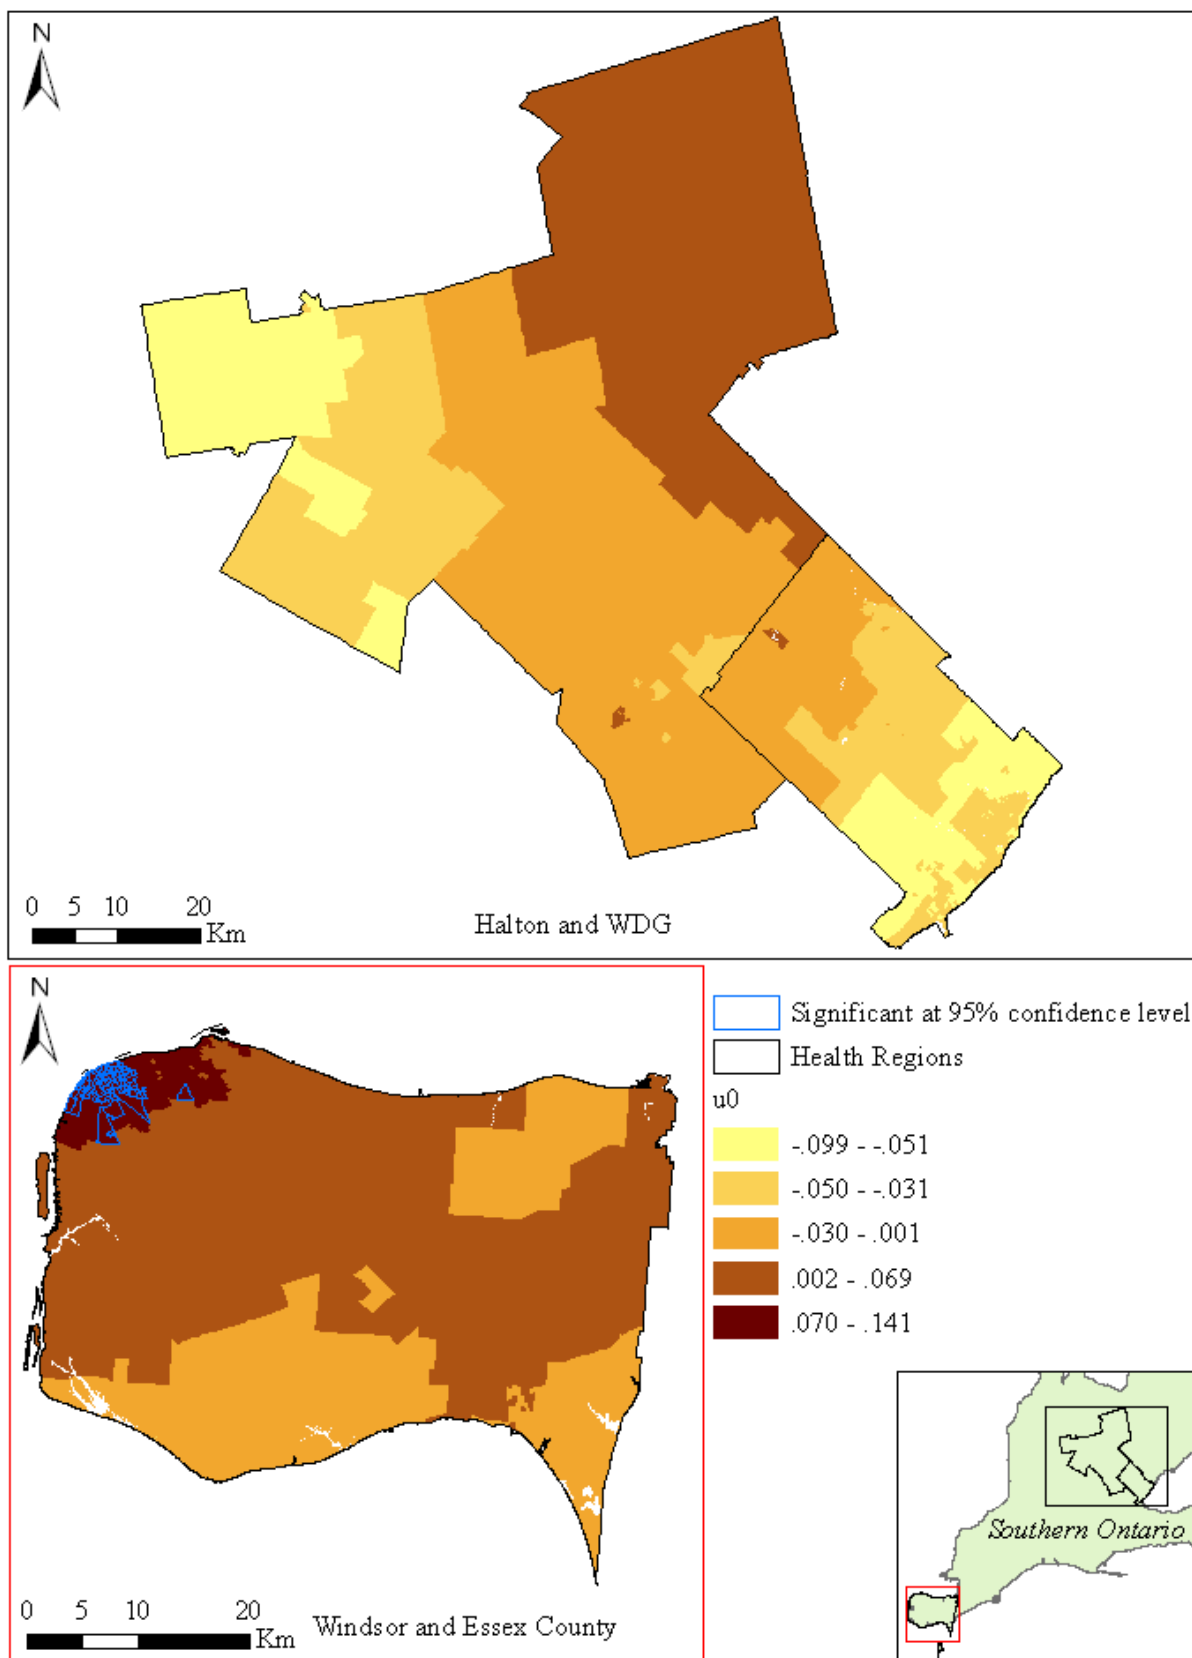 N
0 5 10 20
Km
Halton and WDG
N
Significant at 95% confidence level
Health Regions
u0
-.099 - -.051
-.050 - -.031
-.030 - .001
.002 - .069
.070 - .141
Southern Ontario
0 5 10 20
Km
Windsor and Essex County